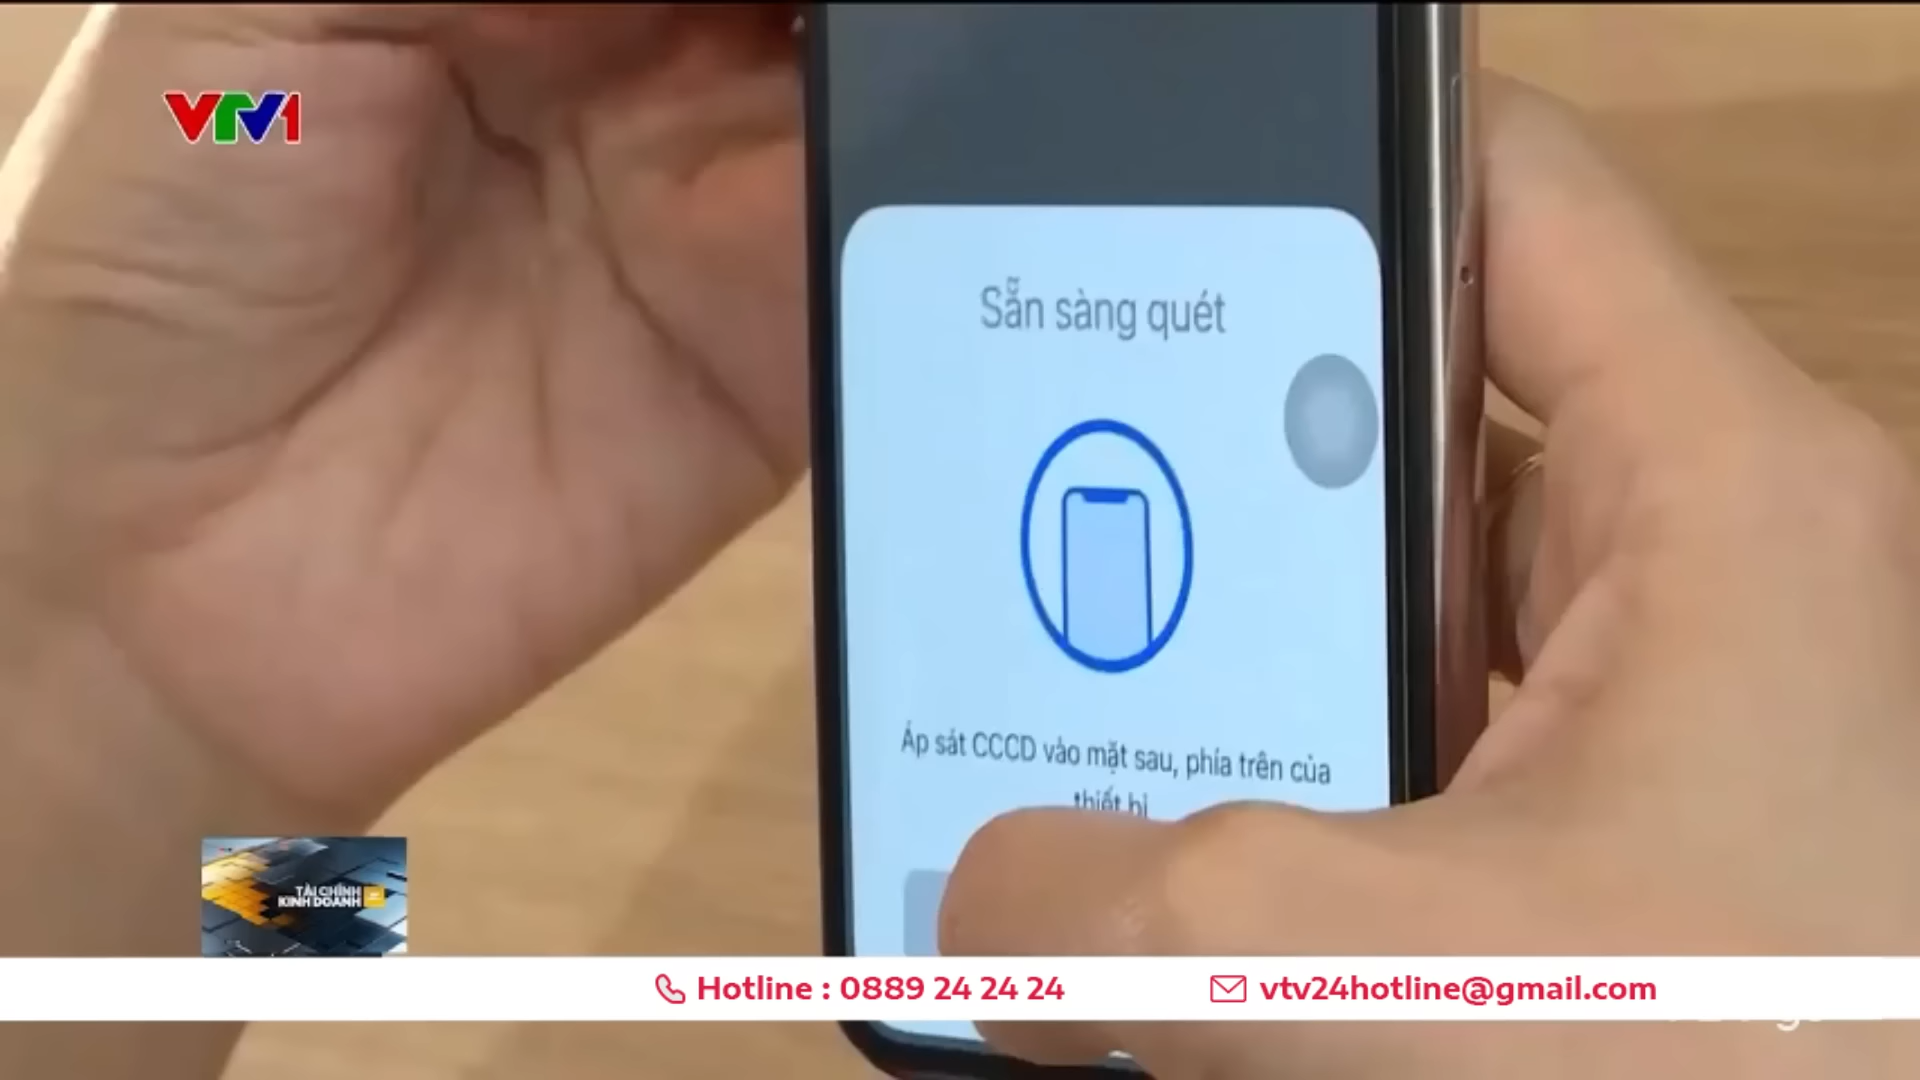 VTV1
Sẵn sàng quét
Áp sát CCCD vào mặt sau, phía trên của
thiết bị
TÀI CHÍNH
KINH DOANH
Hotline : 0889 24 24 24
vtv24hotline@gmail.com